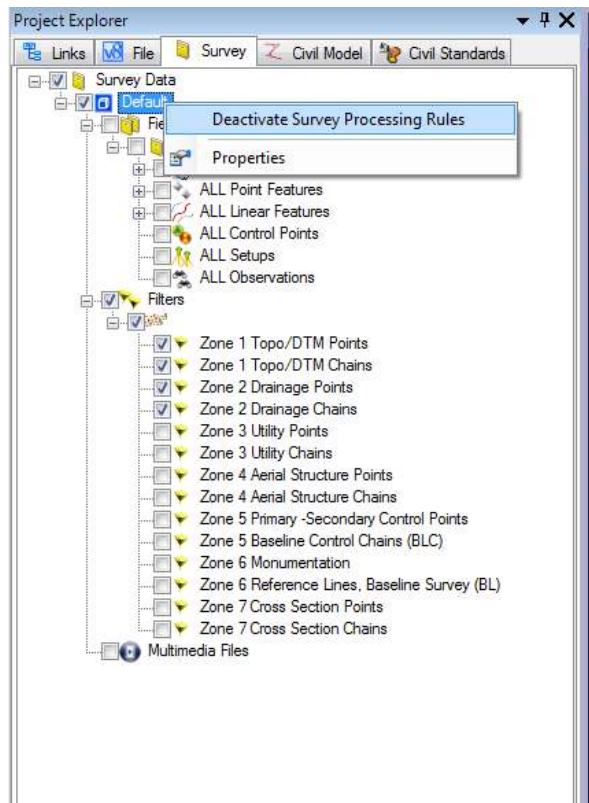 Project Explorer
Links File Survey Civil Model Civil Standards
Survey Data
Default
Deactivate Survey Processing Rules
Properties
ALL Point Features
ALL Linear Features
ALL Control Points
ALL Setups
ALL Observations
Filters
Zone 1 Topo/DTM Points
Zone 1 Topo/DTM Chains
Zone 2 Drainage Points
Zone 2 Drainage Chains
Zone 3 Utility Points
Zone 3 Utility Chains
Zone 4 Aerial Structure Points
Zone 4 Aerial Structure Chains
Zone 5 Primary -Secondary Control Points
Zone 5 Baseline Control Chains (BLC)
Zone 6 Monumentation
Zone 6 Reference Lines, Baseline Survey (BL)
Zone 7 Cross Section Points
Zone 7 Cross Section Chains
Multimedia Files